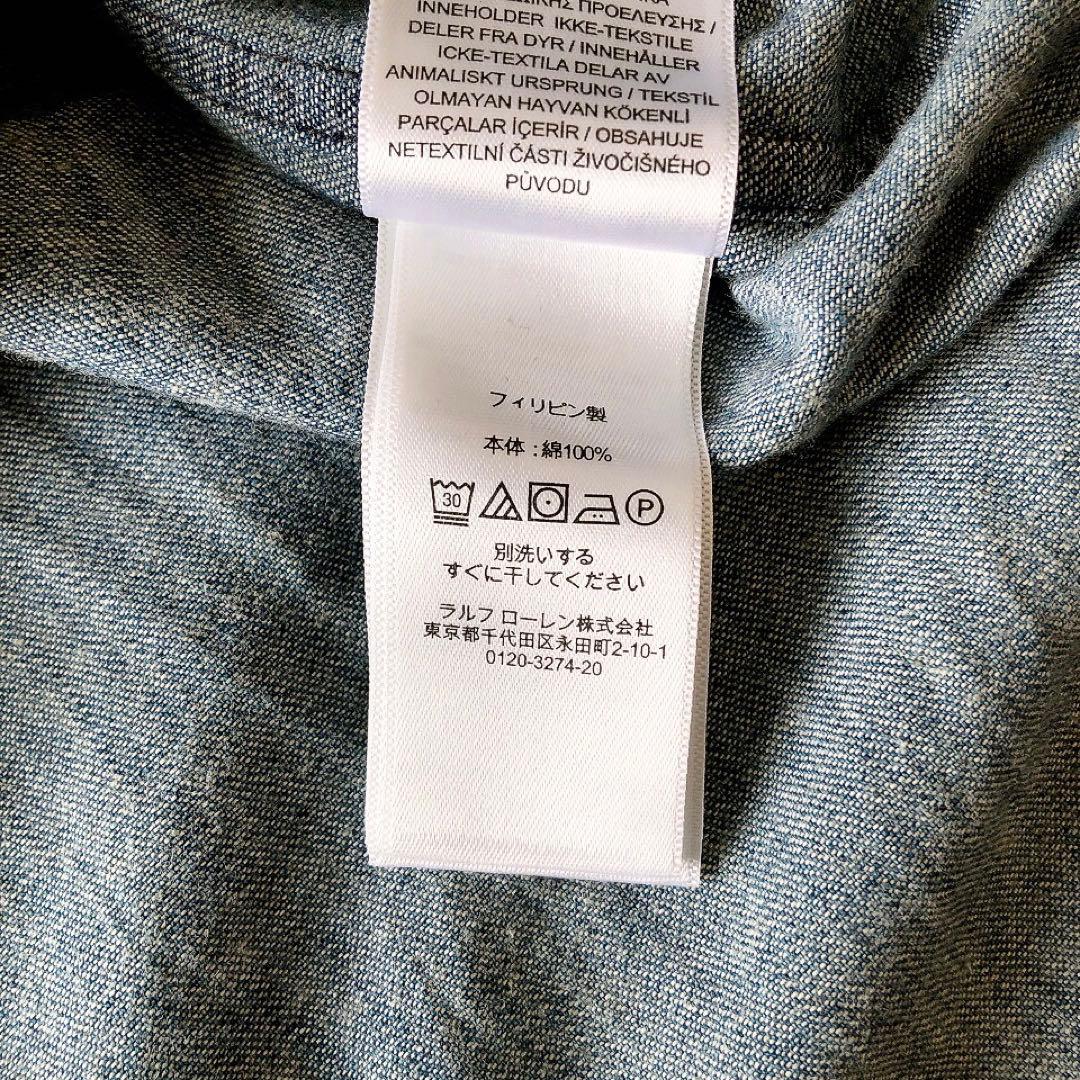 ΖΩΙΚΗΣ ΠΡΟΕΛΕΥΣΗΣ /
INNEHOLDER IKKE-TEKSTILE
DELER FRA DYR / INNEHÅLLER
ICKE-TEXTILA DELAR AV
ANIMALISKT URSPRUNG / TEKSTİL
OLMAYAN HAYVAN KÖKENLİ
PARÇALAR İÇERİR / OBSAHUJE
NETEXTILNÍ ČÁSTI ŽIVOČIŠNÉHO
PŮVODU
フィリピン製
本体 : 綿100%
30 P
別洗いする
すぐに干してください
ラルフ ローレン株式会社
東京都千代田区永田町2-10-1
0120-3274-20